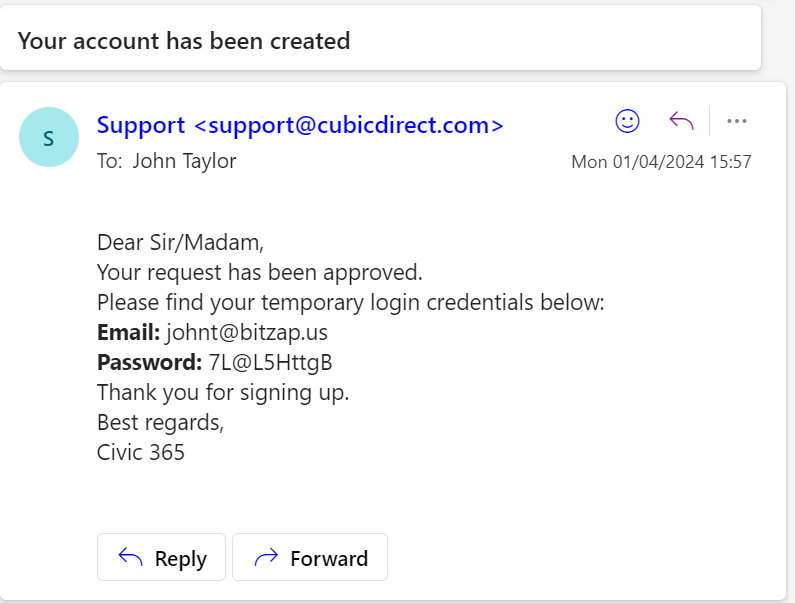 Your account has been created
S
Support <support@cubicdirect.com>
To: John Taylor
Mon 01/04/2024 15:57
Dear Sir/Madam,
Your request has been approved.
Please find your temporary login credentials below:
Email: johnt@bitzap.us
Password: 7L@L5HttgB
Thank you for signing up.
Best regards,
Civic 365
Reply
Forward